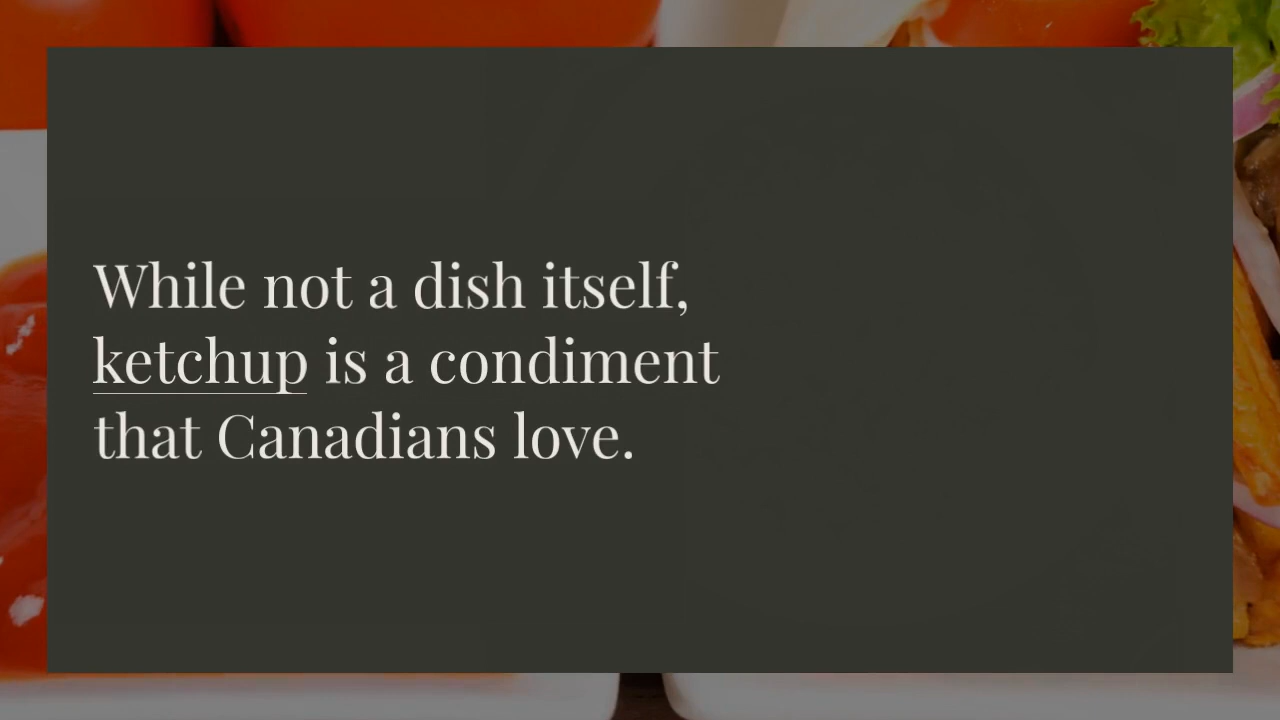 While not a dish itself,
ketchup is a condiment
that Canadians love.